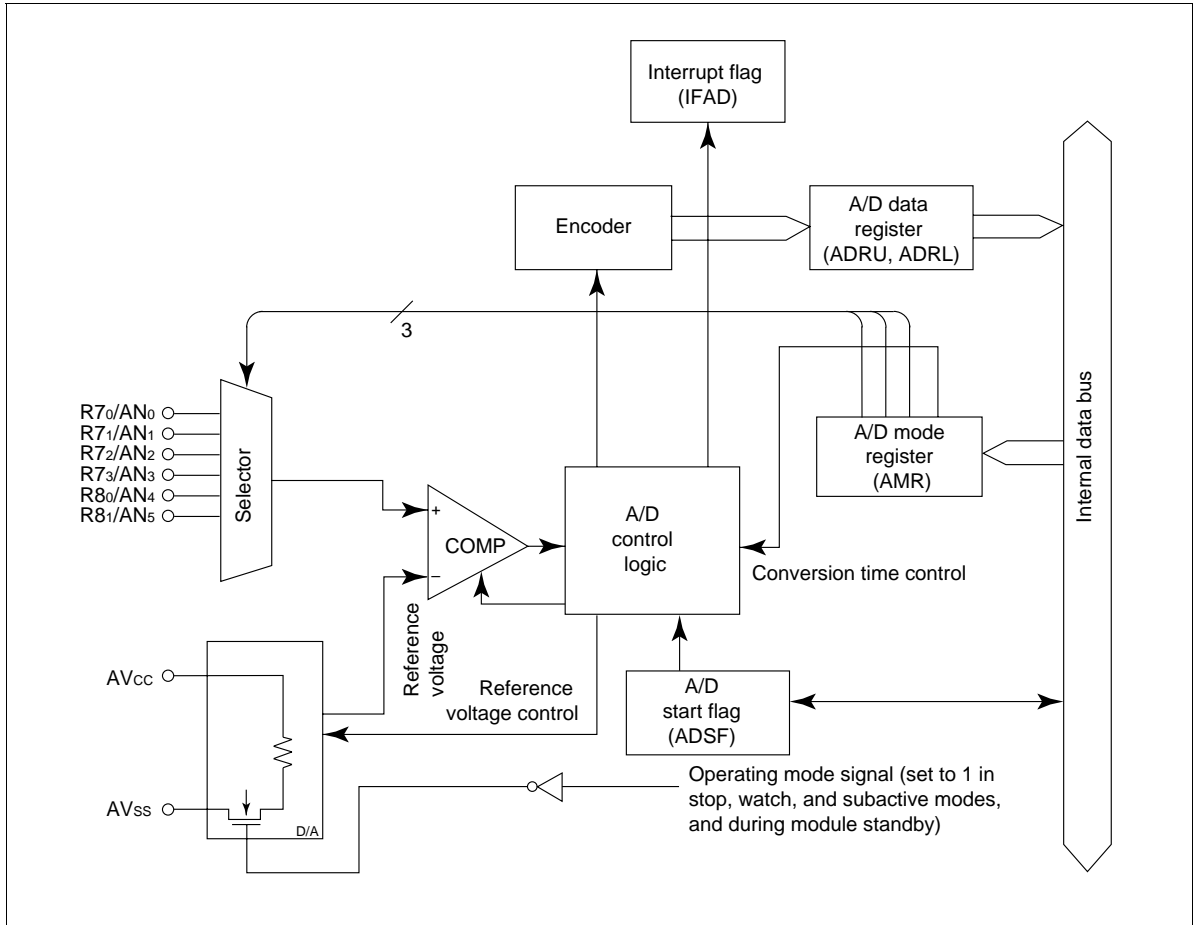 Interrupt flag
(IFAD)
Encoder
A/D data
register
(ADRU, ADRL)
3
R70/AN0
R71/AN1
R72/AN2
R73/AN3
R80/AN4
R81/AN5
Selector
+
COMP
−
A/D
control
logic
A/D mode
register
(AMR)
Internal data bus
Conversion time control
Reference
voltage
Reference
voltage control
AVCC
AVSS
D/A
A/D
start flag
(ADSF)
Operating mode signal (set to 1 in
stop, watch, and subactive modes,
and during module standby)